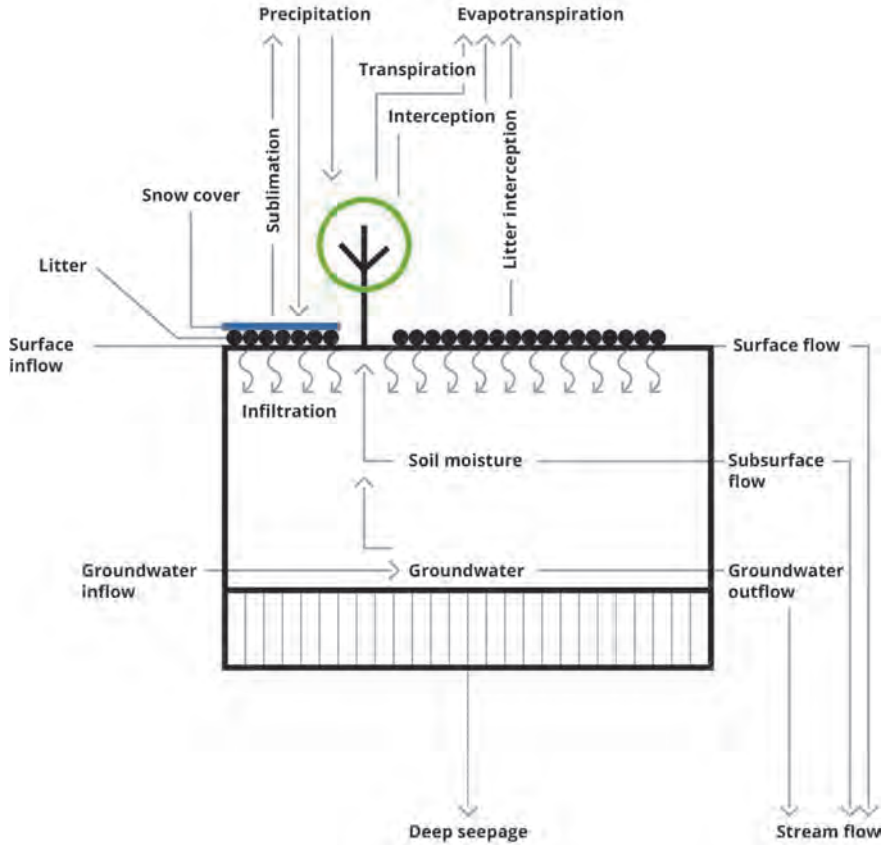 Precipitation
Evapotranspiration
Transpiration
Interception
Sublimation
Litter interception
Snow cover
Litter
Surface
inflow
Surface flow
Infiltration
Soil moisture
Subsurface
flow
Groundwater
inflow
Groundwater
Groundwater
outflow
Deep seepage
Stream flow